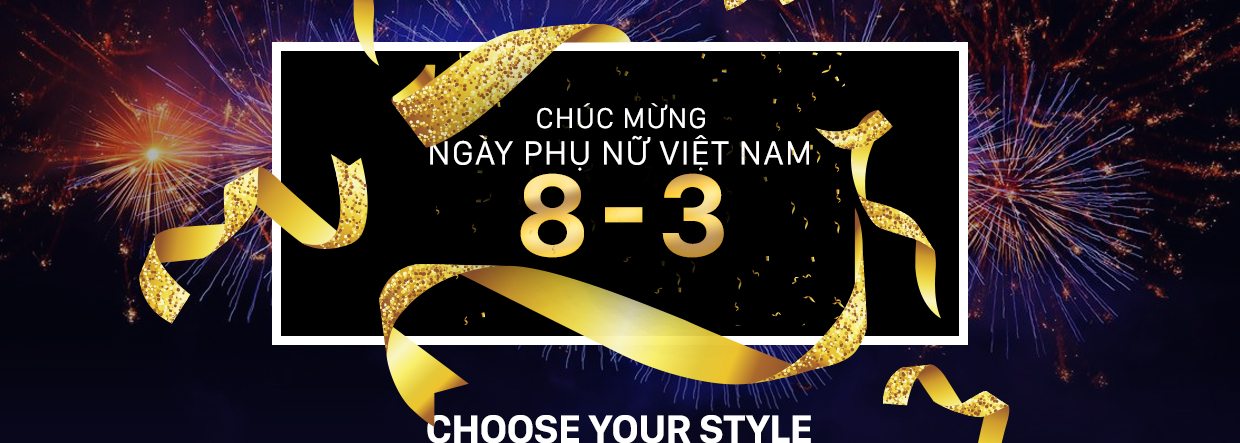 CHÚC MỪNG
NGÀY PHỤ NỮ VIỆT NAM
8-3
CHOOSE YOUR STYLE